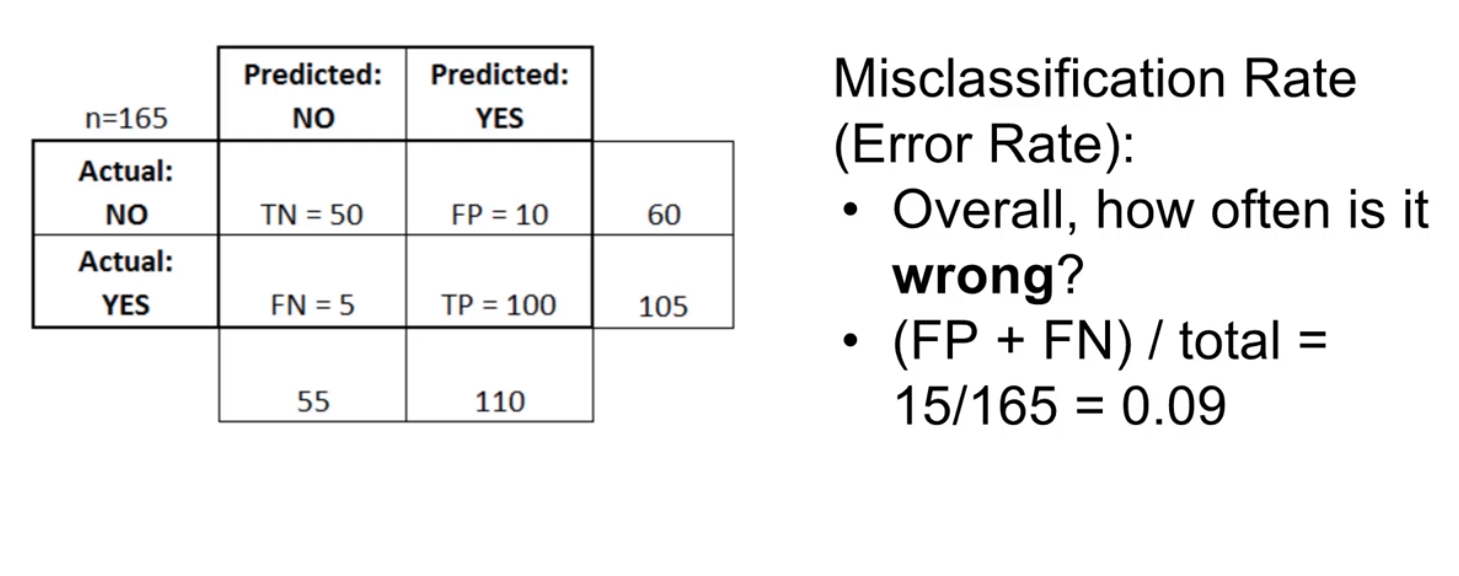 Predicted: Predicted:
n=165 NO YES
Actual:
NO TN = 50 FP = 10 60
Actual:
YES FN = 5 TP = 100 105
55 110
Misclassification Rate
(Error Rate):
• Overall, how often is it
wrong?
• (FP + FN) / total =
15/165 = 0.09